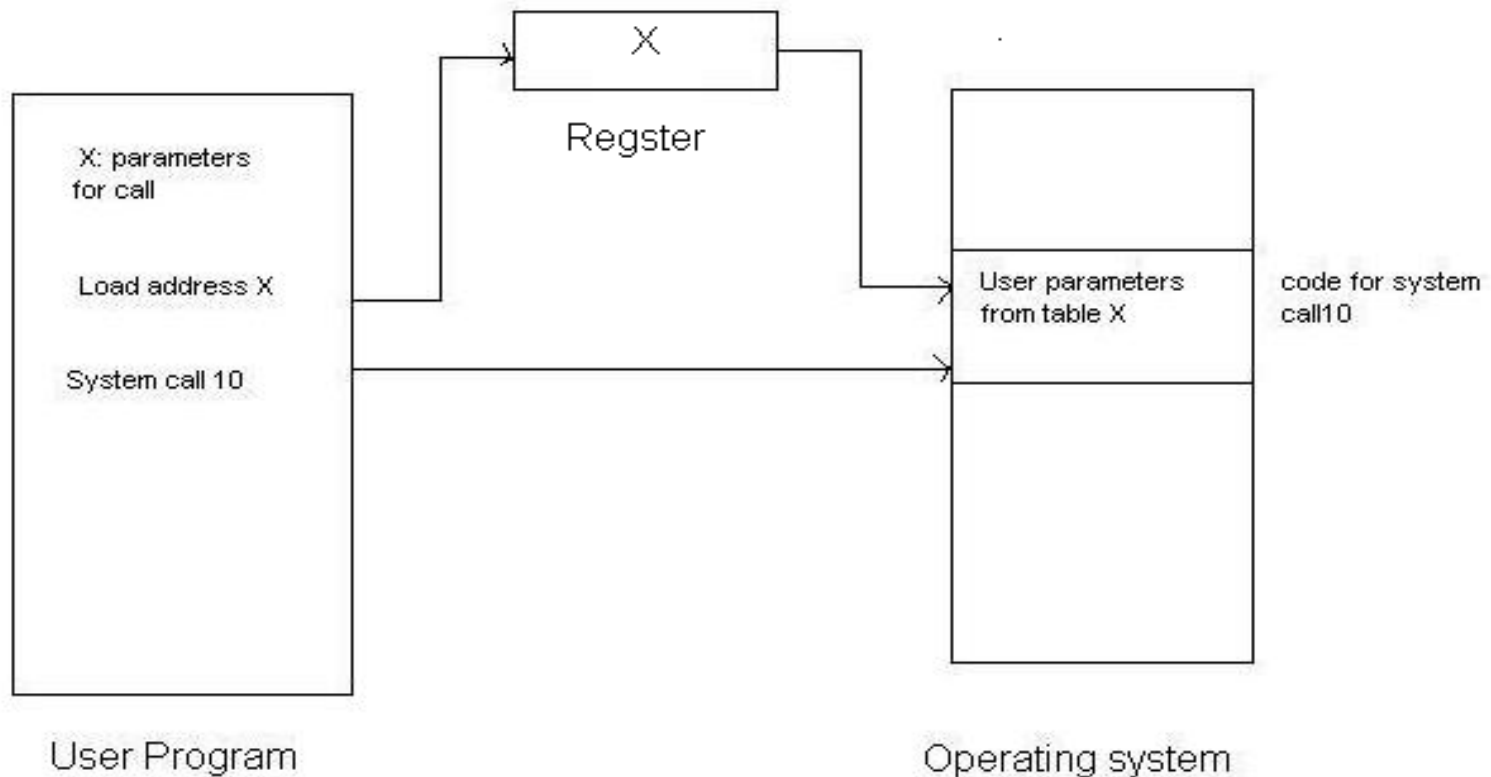 X
Regster
X: parameters
for call
Load address X
System call 10
User parameters
from table X
code for system
call10
User Program
Operating system